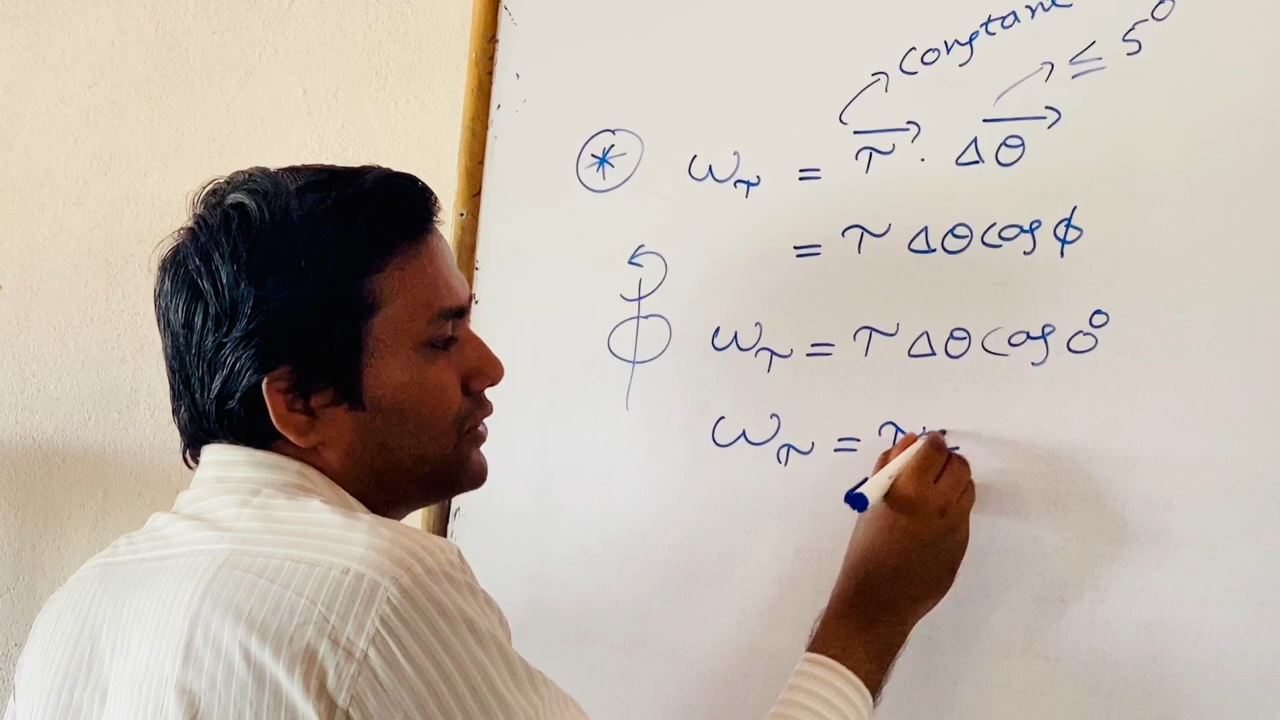 constant
≤ 5°
* W_τ = τ⃗ . Δθ⃗
= τ Δθ cos ϕ
W_τ = τ Δθ cos 0°
W_τ = τ